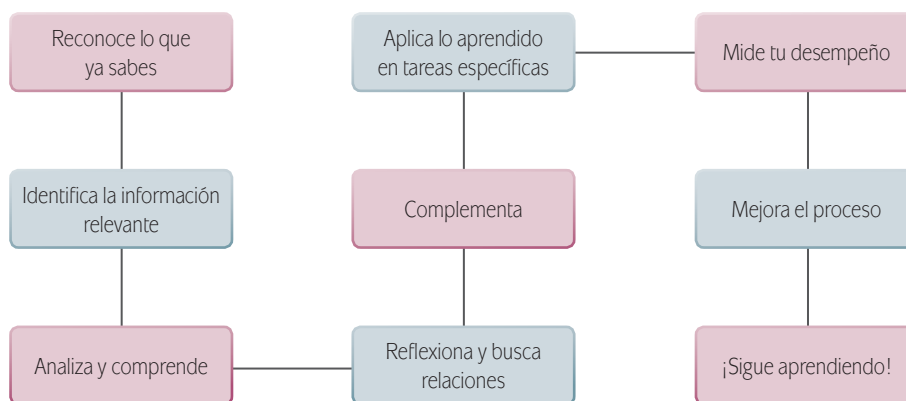 Reconoce lo que
ya sabes
Identifica la información
relevante
Analiza y comprende
Reflexiona y busca
relaciones
Complementa
Aplica lo aprendido
en tareas específicas
Mide tu desempeño
Mejora el proceso
¡Sigue aprendiendo!